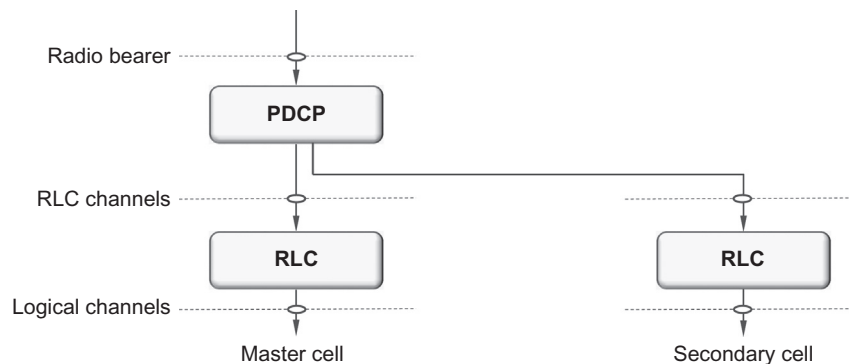 Radio bearer
PDCP
RLC channels
RLC
RLC
Logical channels
Master cell
Secondary cell